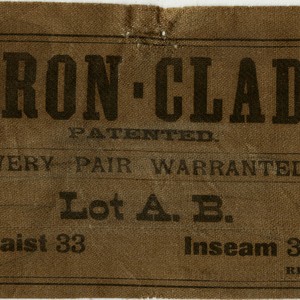 RON·CLAD
PATENTED.
VERY PAIR WARRANTED
Lot A. B.
aist 33 Inseam 3